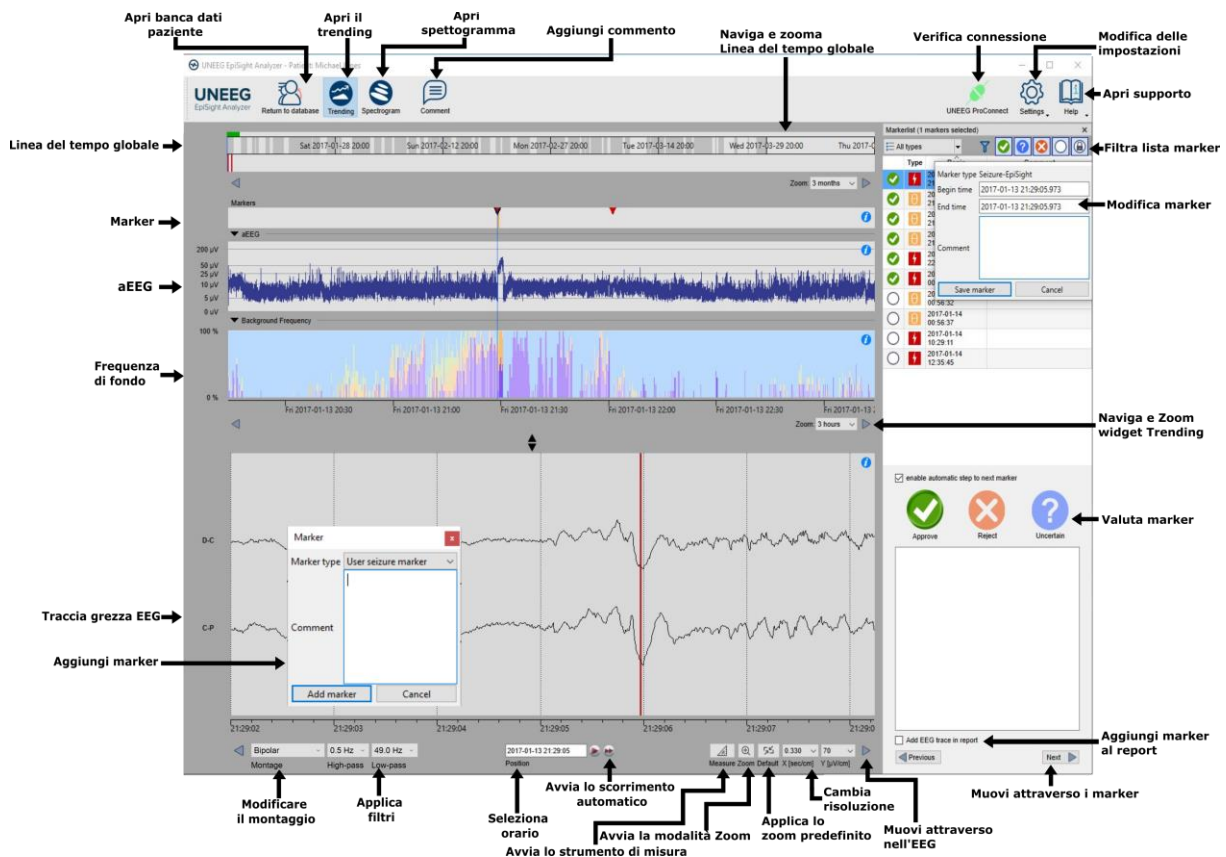 Apri banca dati
paziente
Apri il
trending
Apri
spettogramma
Aggiungi commento
Naviga e zooma
Linea del tempo globale
Verifica connessione
Modifica delle
impostazioni
UNEEG EpiSight Analyzer - Patient: Michael
UNEEG
EpiSight Analyzer
Return to database
Trending
Spectrogram
Comment
UNEEG ProConnect
Settings
Help
Apri supporto
Linea del tempo globale
Sat 2017-01-28 20:00
Sun 2017-02-12 20:00
Mon 2017-02-27 20:00
Tue 2017-03-14 20:00
Wed 2017-03-29 20:00
Thu 2017-0
Zoom: 3 months
Markerlist (1 markers selected)
All types
Filtra lista marker
Type
Comment
Marker type Seizure-EpiSight
Begin time 2017-01-13 21:29:05.973
End time 2017-01-13 21:29:05.973
Modifica marker
Comment
Save marker
Cancel
00:56:32
2017-01-14
00:56:37
2017-01-14
10:29:11
2017-01-14
12:35:45
Marker
Markers
aEEG
aEEG
200 µV
50 µV
25 µV
10 µV
5 µV
0 µV
Background Frequency
100 %
0 %
Frequenza
di fondo
Fri 2017-01-13 20:30
Fri 2017-01-13 21:00
Fri 2017-01-13 21:30
Fri 2017-01-13 22:00
Fri 2017-01-13 22:30
Fri 2017-01-13 2
Zoom: 3 hours
Naviga e Zoom
widget Trending
enable automatic step to next marker
Approve
Reject
Uncertain
Valuta marker
D-C
C-P
Traccia grezza EEG
Marker
Marker type User seizure marker
Comment
Add marker
Cancel
Aggiungi marker
21:29:02
21:29:03
21:29:04
21:29:05
21:29:06
21:29:07
21:29:0
Bipolar
0.5 Hz
49.0 Hz
2017-01-13 21:29:05
0.330
70
Montage
High-pass
Low-pass
Position
Measure
Zoom
Default
X [sec/cm]
Y [µV/cm]
Add EEG trace in report
Previous
Next
Aggiungi marker
al report
Muovi attraverso i marker
Modificare
il montaggio
Applica
filtri
Seleziona
orario
Avvia lo scorrimento
automatico
Avvia lo strumento di misura
Avvia la modalità Zoom
Applica lo
zoom predefinito
Cambia
risoluzione
Muovi attraverso
nell'EEG